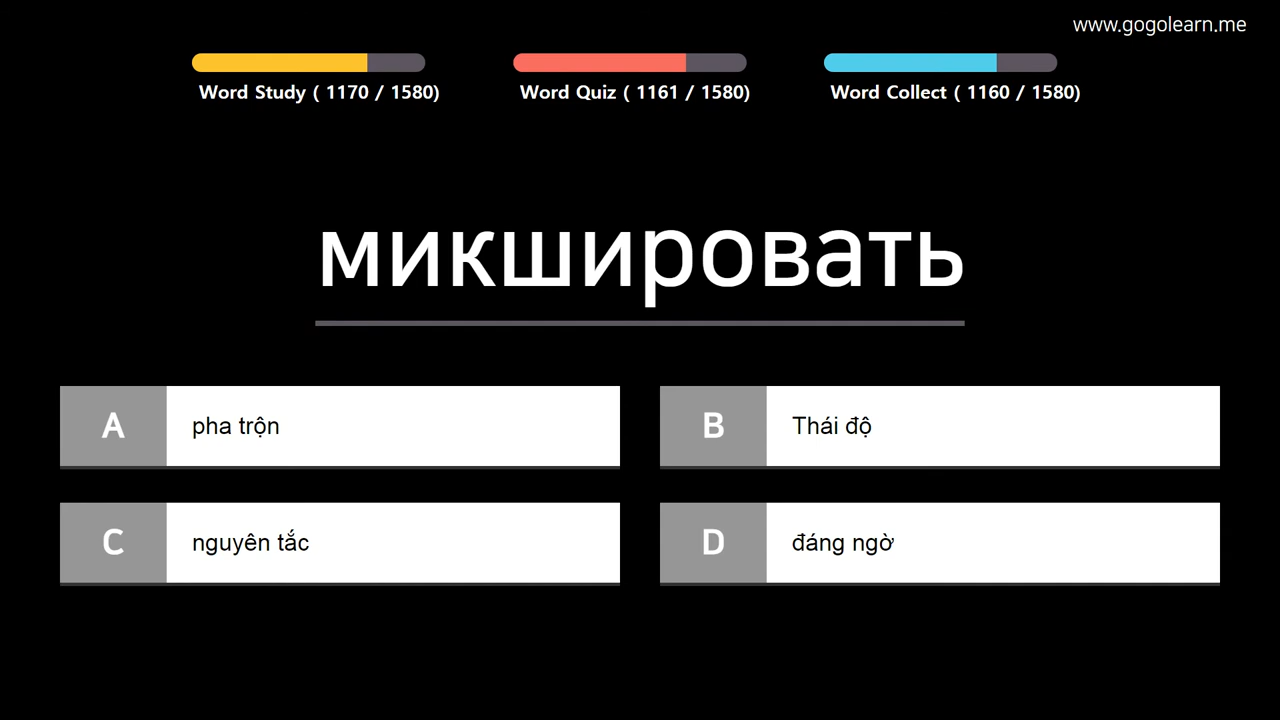 www.gogolearn.me
Word Study ( 1170 / 1580)
Word Quiz ( 1161 / 1580)
Word Collect ( 1160 / 1580)
микшировать
A pha trộn
B Thái độ
C nguyên tắc
D đáng ngờ